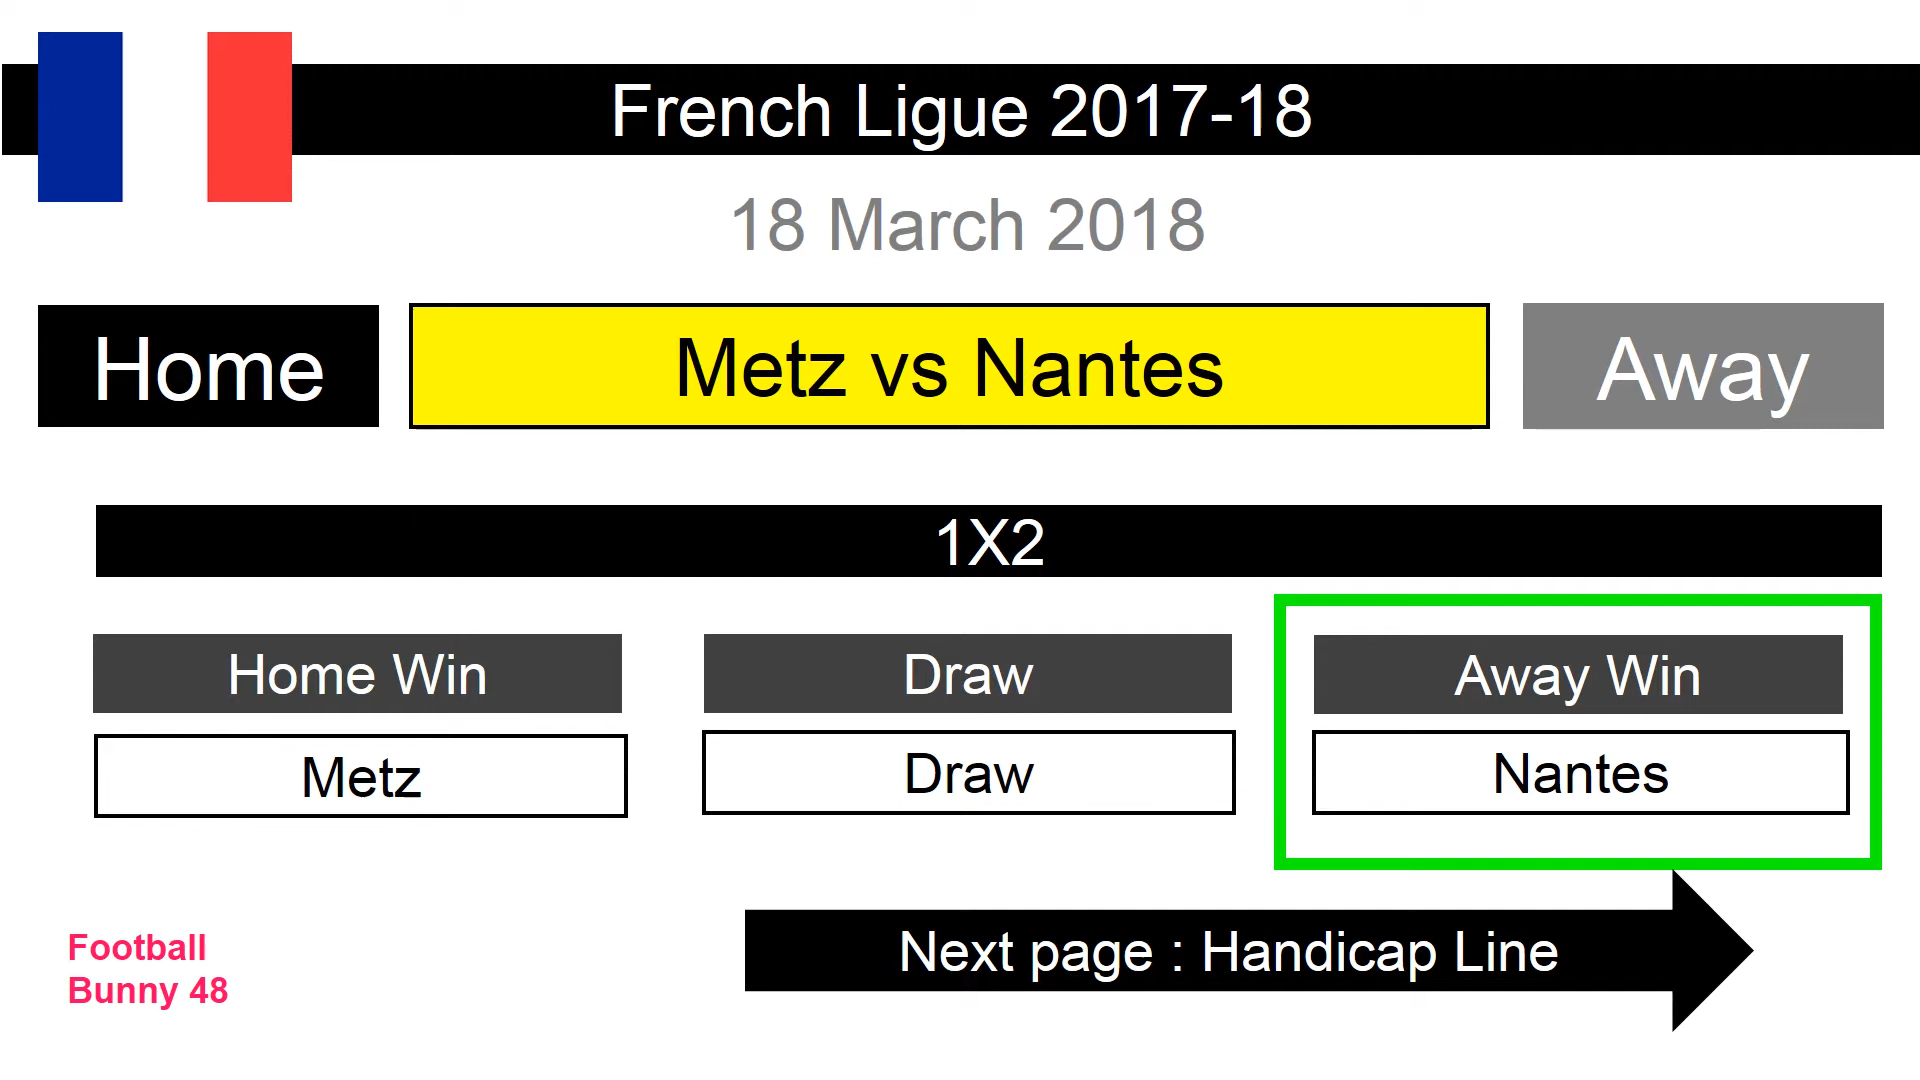 French Ligue 2017-18
18 March 2018
Home
Metz vs Nantes
Away
1X2
Home Win
Draw
Away Win
Metz
Draw
Nantes
Next page : Handicap Line
Football
Bunny 48